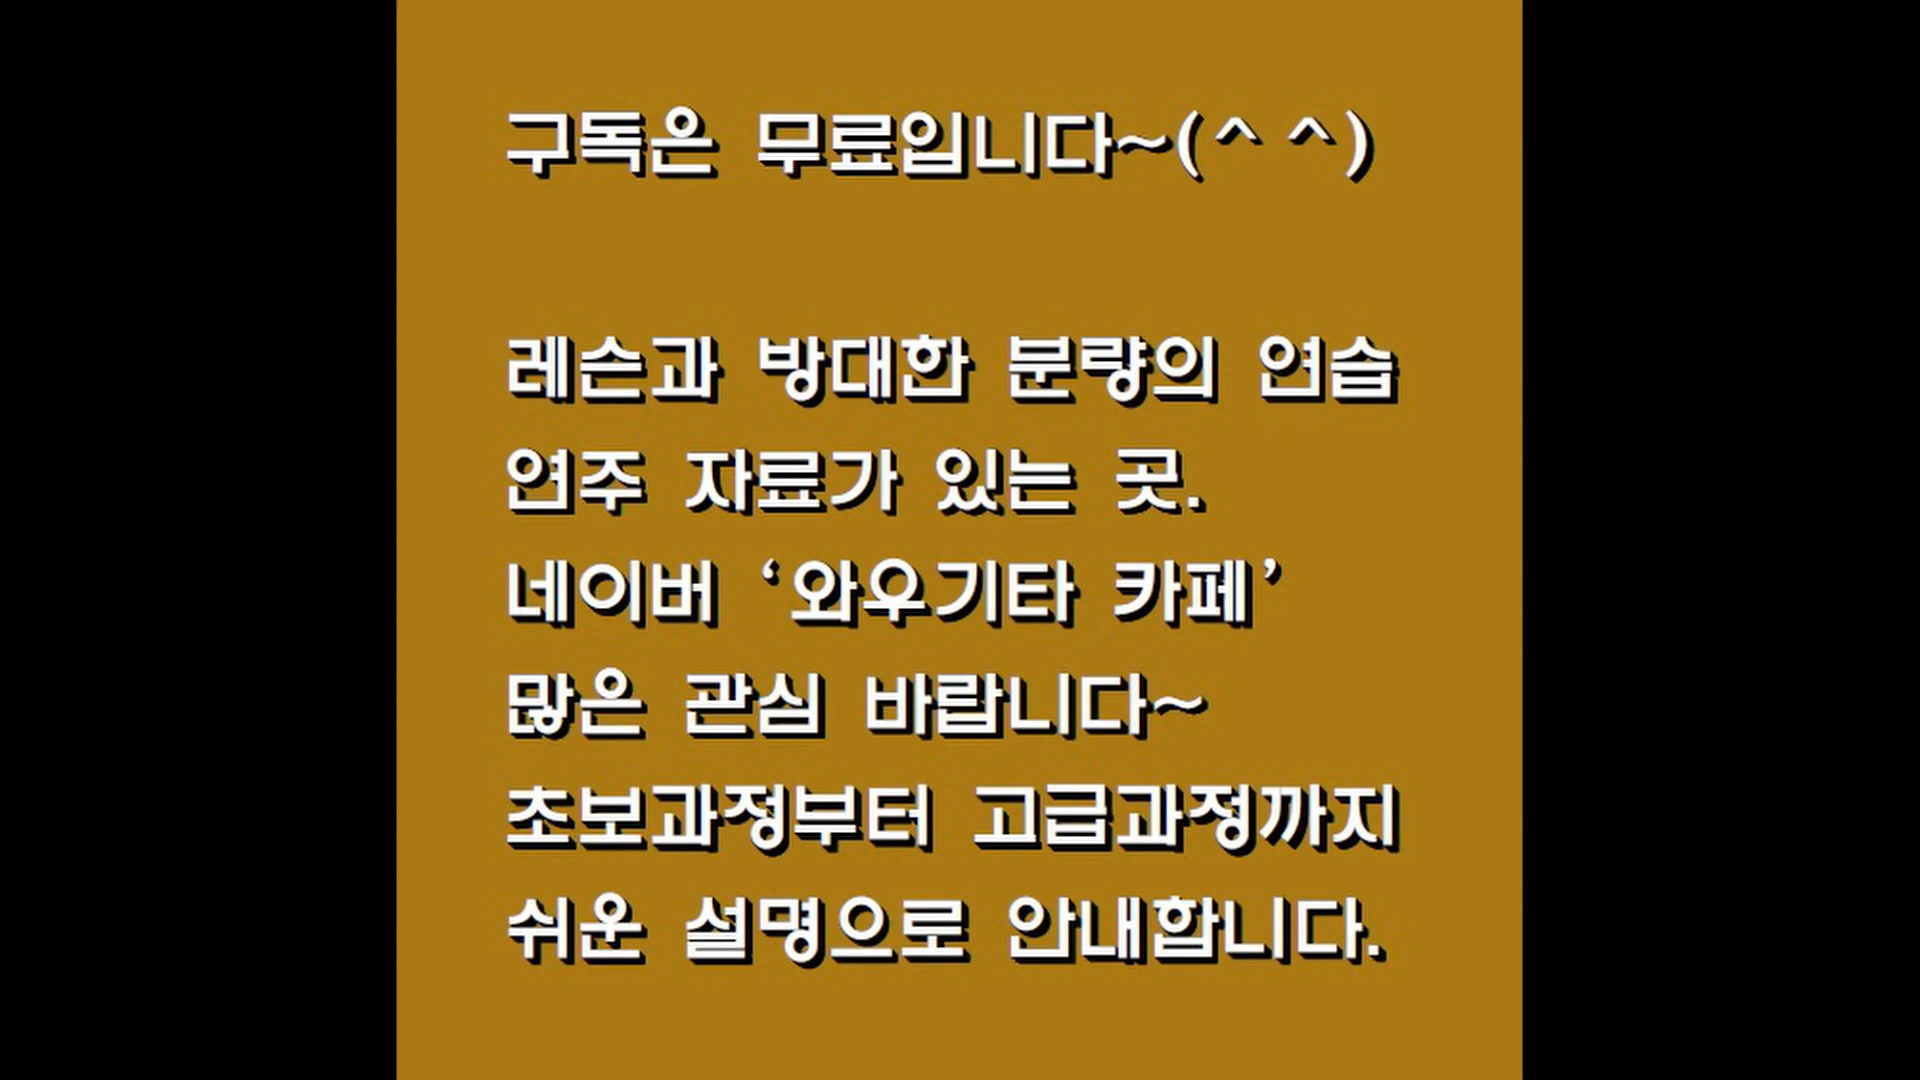 구독은 무료입니다~(^ ^)
레슨과 방대한 분량의 연습
연주 자료가 있는 곳.
네이버 ‘와우기타 카페’
많은 관심 바랍니다~
초보과정부터 고급과정까지
쉬운 설명으로 안내합니다.